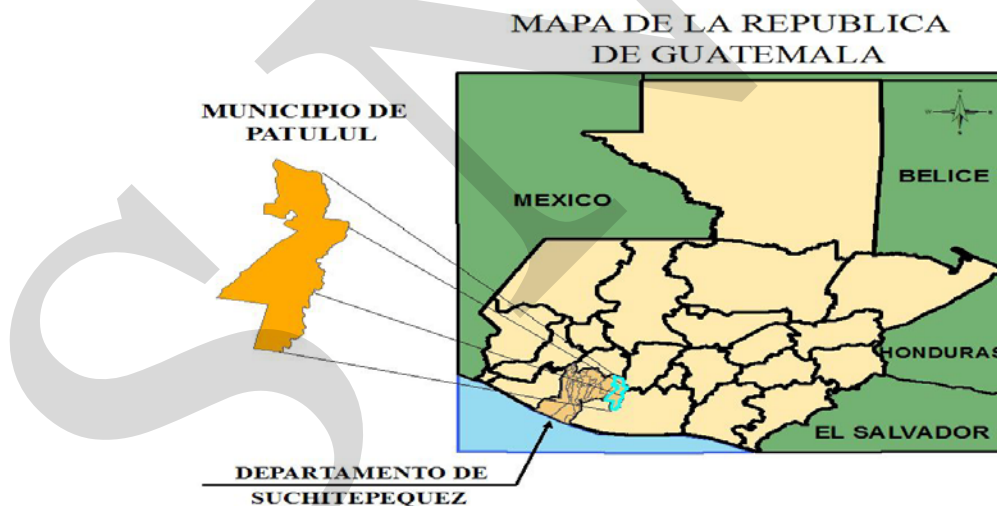 MAPA DE LA REPUBLICA
DE GUATEMALA
MUNICIPIO DE
PATULUL
BELICE
MEXICO
HONDURAS
EL SALVADOR
DEPARTAMENTO DE
SUCHITEPEQUEZ